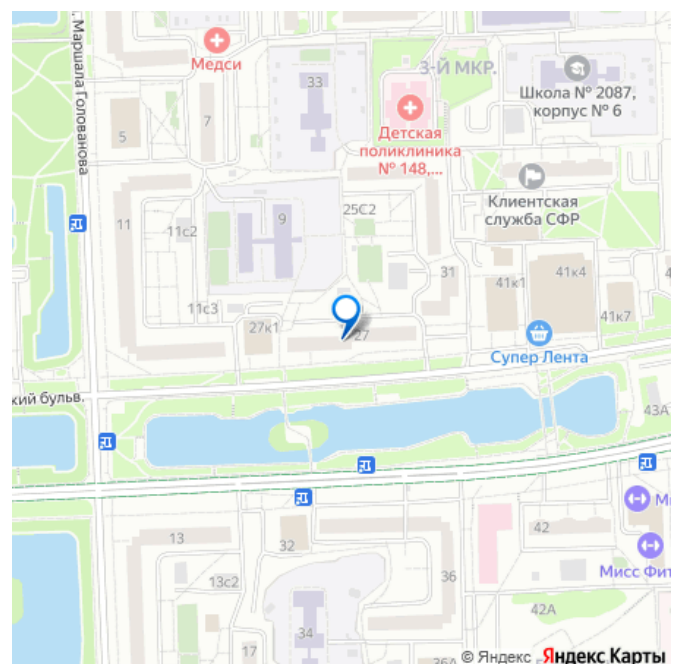 . Маршала Голованова
Медси
3-Й МКР.
33
Школа № 2087,
корпус № 6
5
7
Детская
поликлиника
№ 148,...
Клиентская
служба СФР
25С2
11
11с2
9
31
41к1
41к4
11с3
27к1
27
41к7
Супер Лента
кий бульв.
43А
13
32
42
М
Мисс Фит
36
13с2
42А
17
34
36А
© Яндекс Яндекс Карты